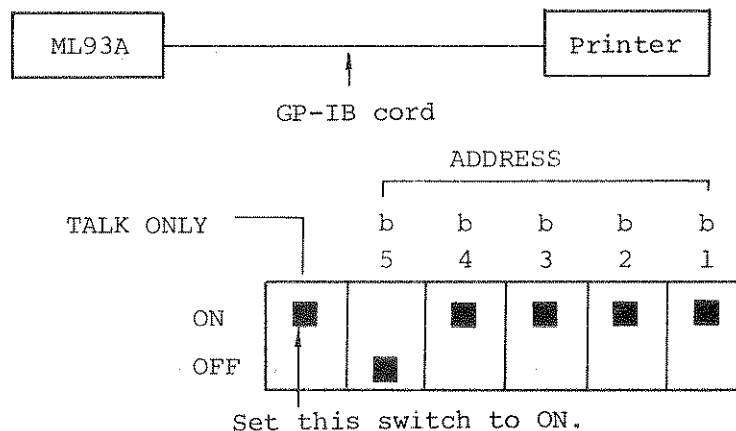 ML93A Printer
GP-IB cord
ADDRESS
TALK ONLY b b b b b
5 4 3 2 1
ON
OFF
Set this switch to ON.